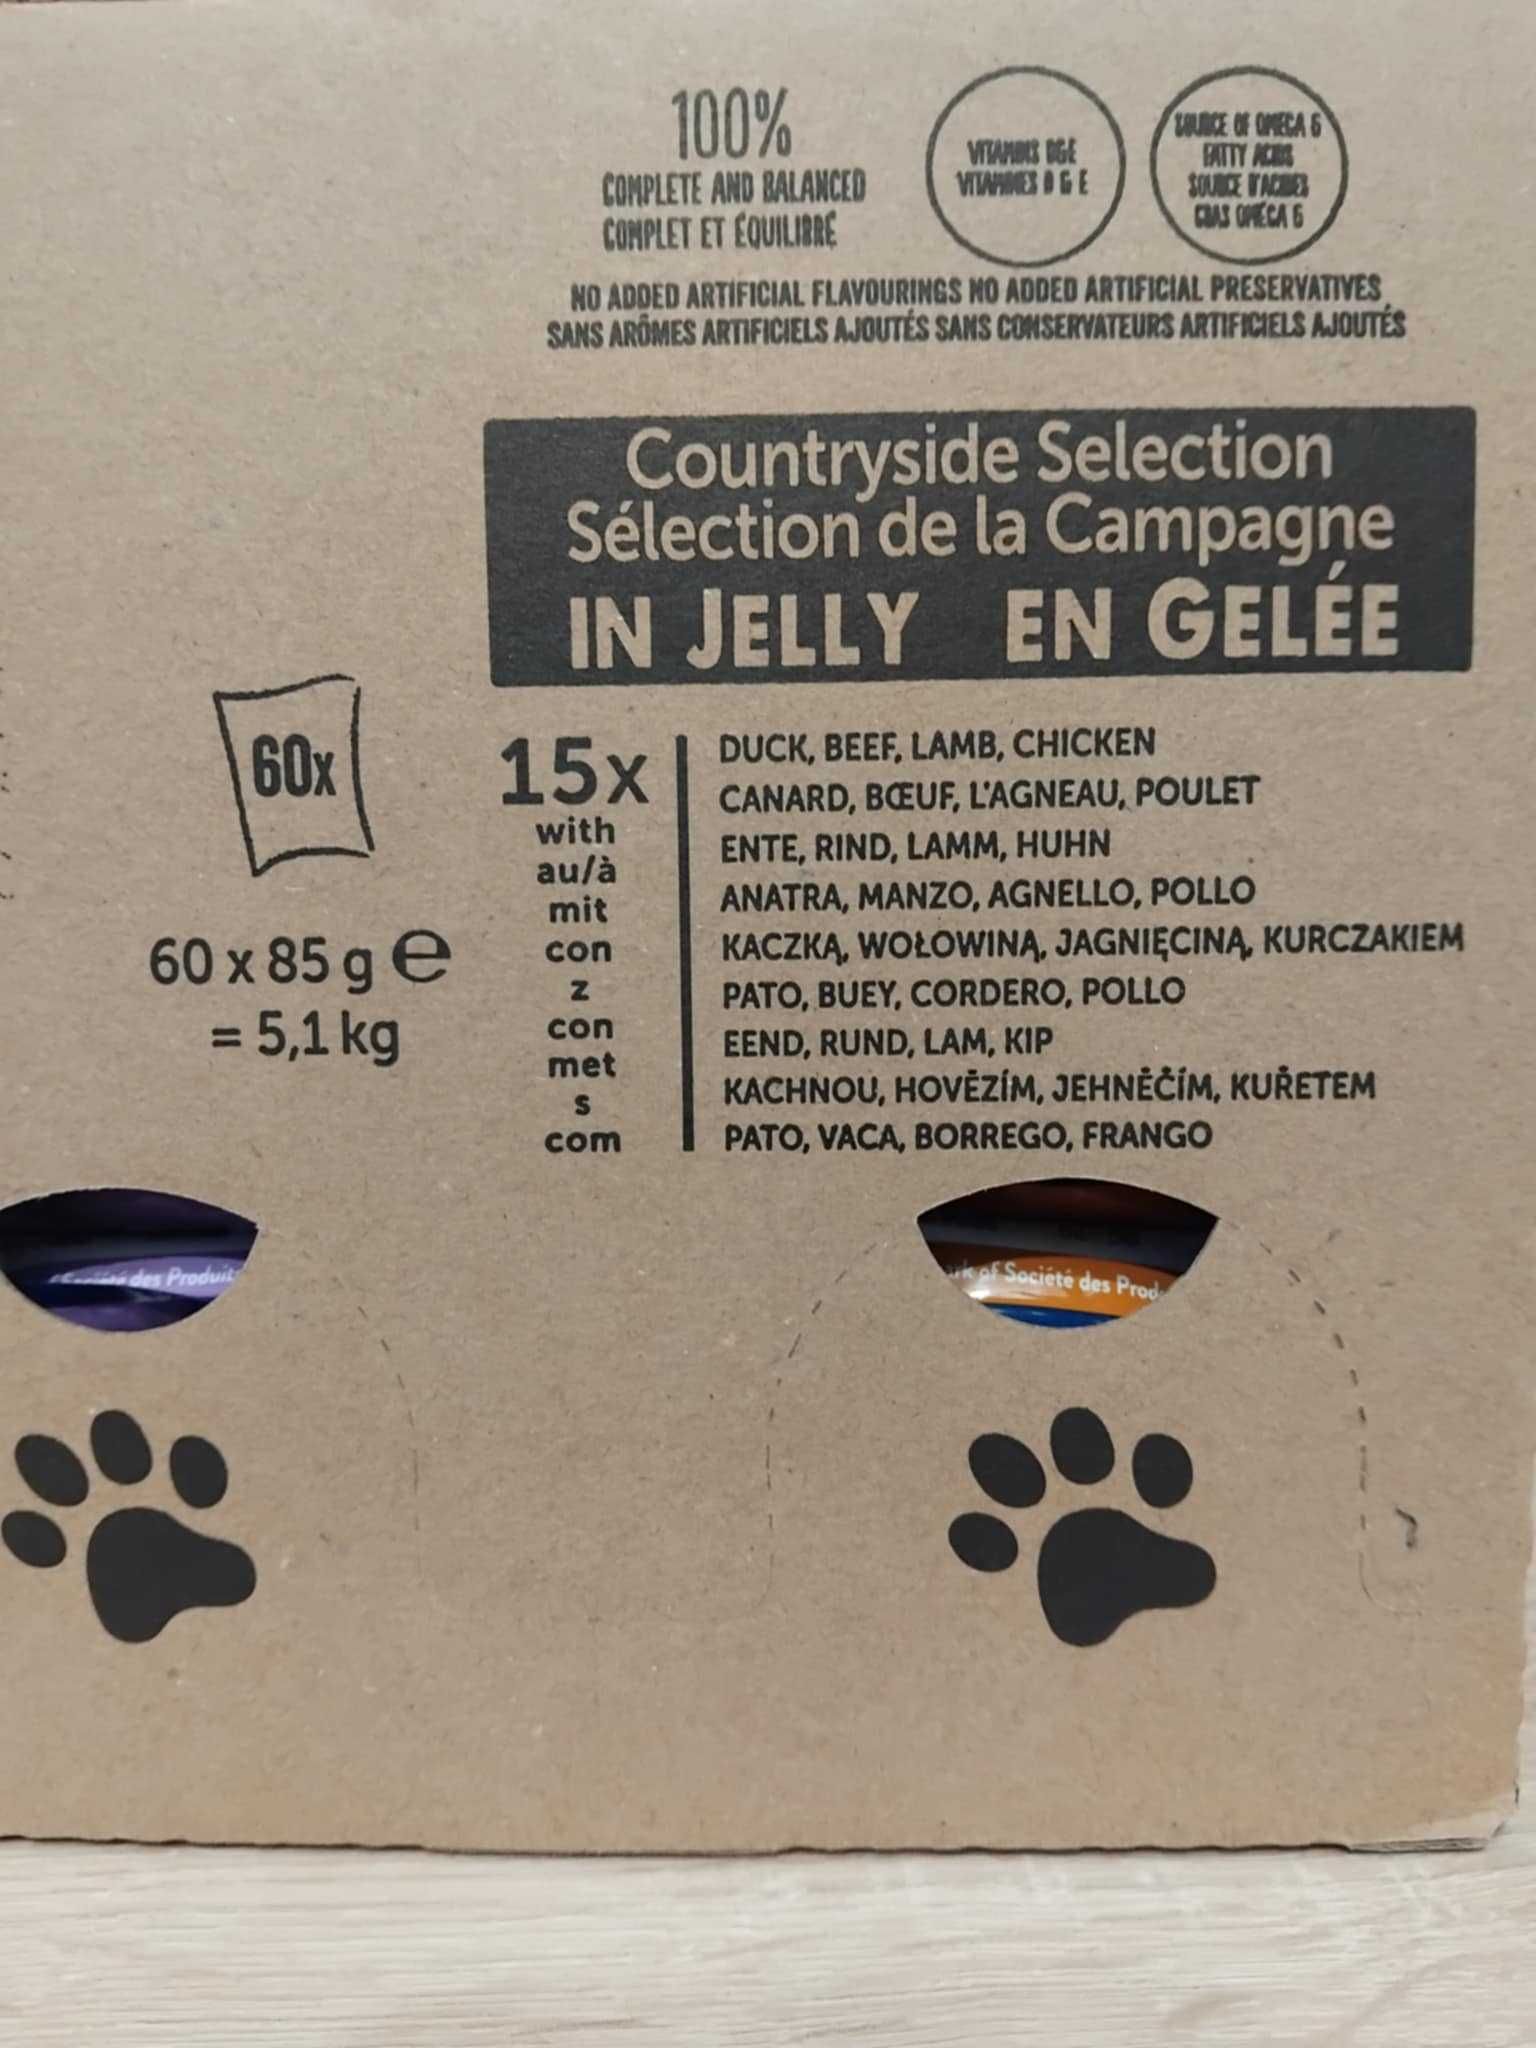 100%
COMPLETE AND BALANCED
COMPLET ET ÉQUILIBRÉ
VITAMINS D&E
VITAMINES D & E
SOURCE OF OMEGA 6
FATTY ACIDS
SOURCE D'ACIDES
GRAS OMÉGA 6
NO ADDED ARTIFICIAL FLAVOURINGS NO ADDED ARTIFICIAL PRESERVATIVES
SANS ARÔMES ARTIFICIELS AJOUTÉS SANS CONSERVATEURS ARTIFICIELS AJOUTÉS
Countryside Selection
Sélection de la Campagne
IN JELLY EN GELÉE
60x
60 x 85 g e
= 5,1 kg
15x
with
au/à
mit
con
z
con
met
s
com
DUCK, BEEF, LAMB, CHICKEN
CANARD, BŒUF, L'AGNEAU, POULET
ENTE, RIND, LAMM, HUHN
ANATRA, MANZO, AGNELLO, POLLO
KACZKĄ, WOŁOWINĄ, JAGNIĘCINĄ, KURCZAKIEM
PATO, BUEY, CORDERO, POLLO
EEND, RUND, LAM, KIP
KACHNOU, HOVĚZÍM, JEHNĚČÍM, KUŘETEM
PATO, VACA, BORREGO, FRANGO
Société des Produit
ark of Société des Prod